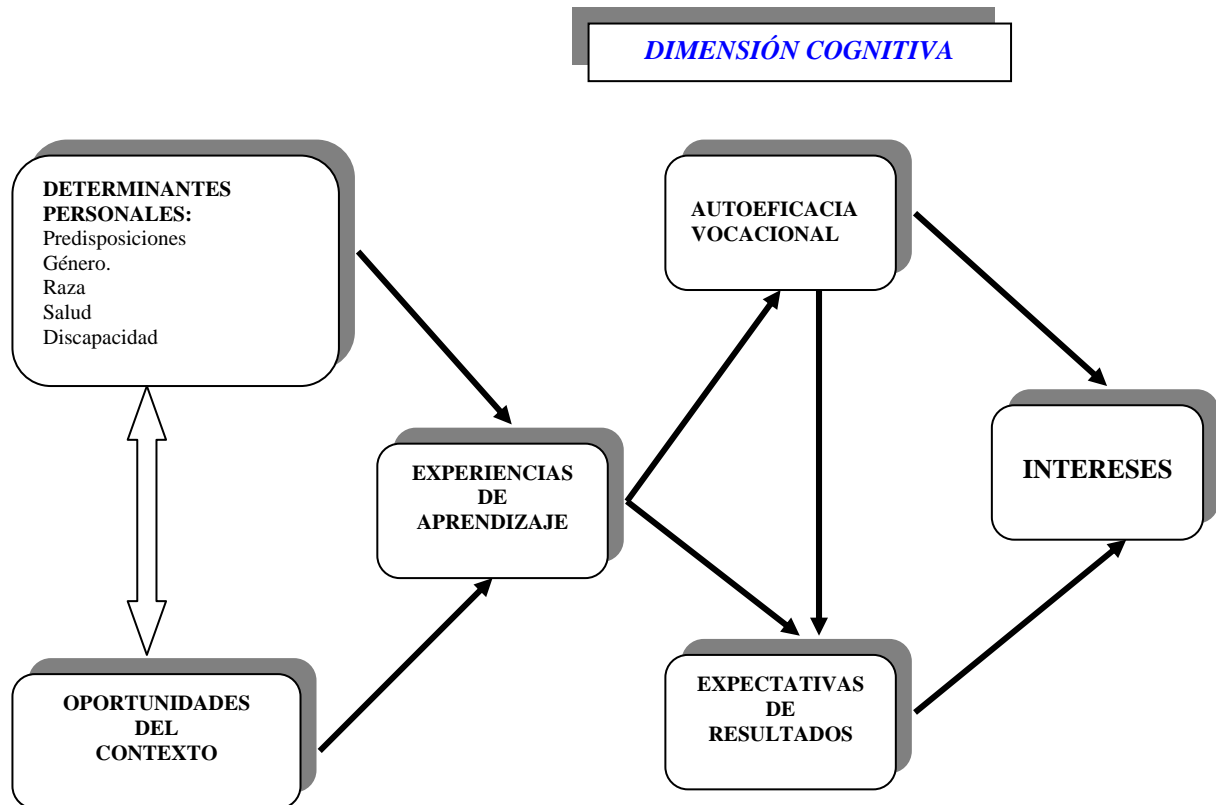 DIMENSIÓN COGNITIVA
DETERMINANTES
PERSONALES:
Predisposiciones
Género.
Raza
Salud
Discapacidad
AUTOEFICACIA
VOCACIONAL
EXPERIENCIAS
DE
APRENDIZAJE
INTERESES
OPORTUNIDADES
DEL
CONTEXTO
EXPECTATIVAS
DE
RESULTADOS